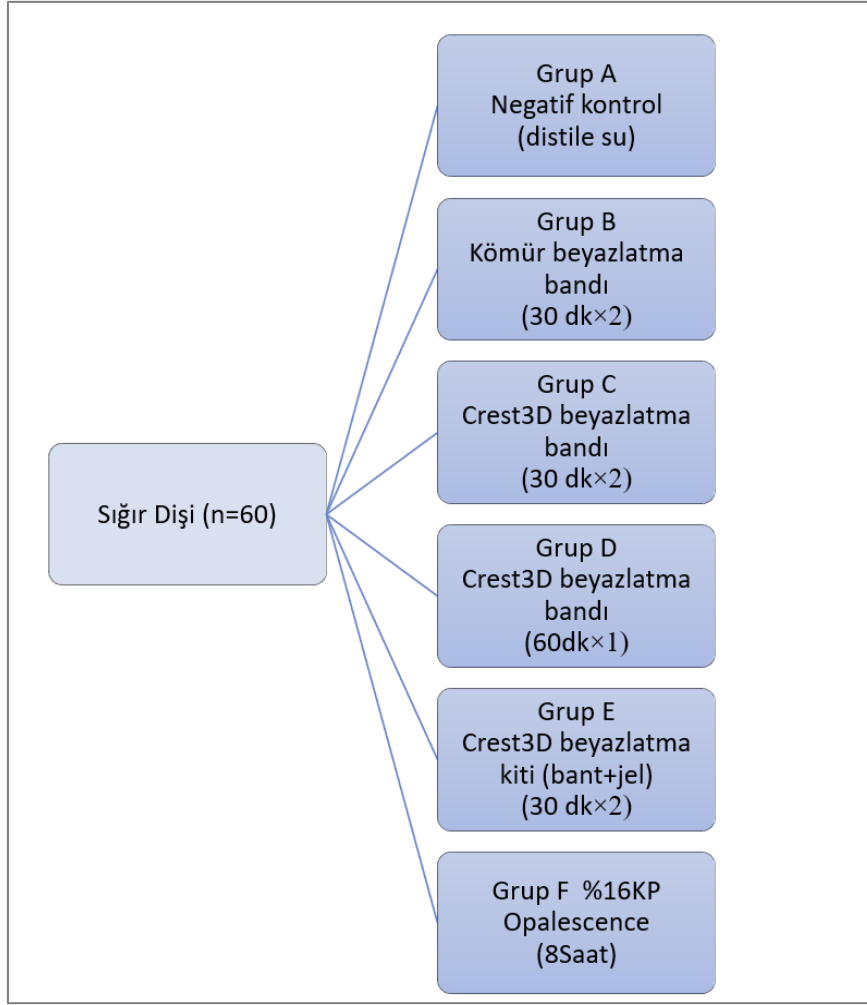 Sığır Dişi (n=60)
Grup A
Negatif kontrol
(distile su)
Grup B
Kömür beyazlatma
bandı
(30 dk×2)
Grup C
Crest3D beyazlatma
bandı
(30 dk×2)
Grup D
Crest3D beyazlatma
bandı
(60dk×1)
Grup E
Crest3D beyazlatma
kiti (bant+jel)
(30 dk×2)
Grup F %16KP
Opalescence
(8Saat)